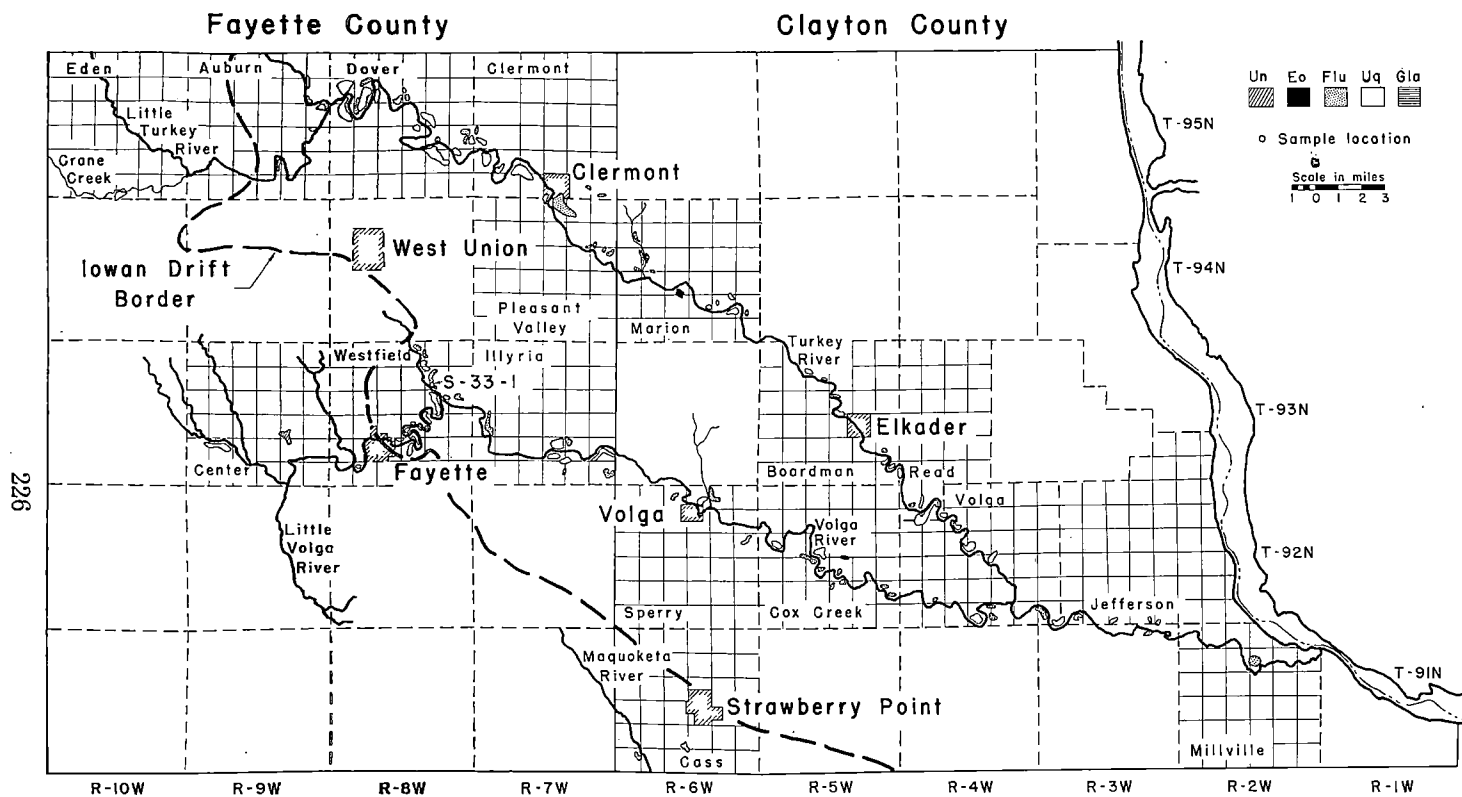 Fayette County
Clayton County
Eden
Auburn
Dover
Clermont
Un Eo Flu Uq Gla
Sample location
Scale in miles
1 0 1 2 3
T-95N
Little
Turkey
River
Crane
Creek
Clermont
West Union
Iowan Drift
Border
T-94N
Pleasant
Valley
Marion
Turkey
River
Westfield
Illyria
S-33-1
T-93N
Elkader
Center
Fayette
Boardman
Read
226
Volga
Volga
Volga
River
Little
Volga
River
T-92N
Sperry
Cox Creek
Jefferson
Maquoketa
River
T-91N
Strawberry Point
Millville
Cass
R-10W R-9W R-8W R-7W R-6W R-5W R-4W R-3W R-2W R-1W